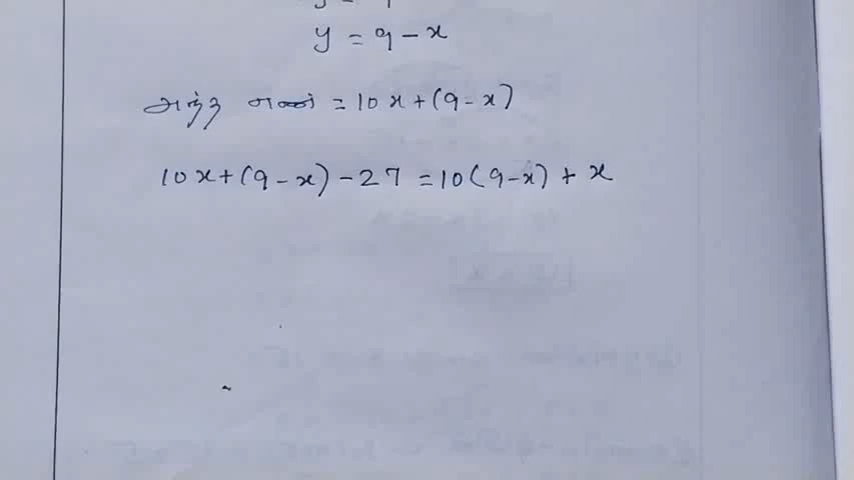 y = 9 - x
அந்த எண் = 10x + (9 - x)
10x + (9 - x) - 27 = 10(9 - x) + x